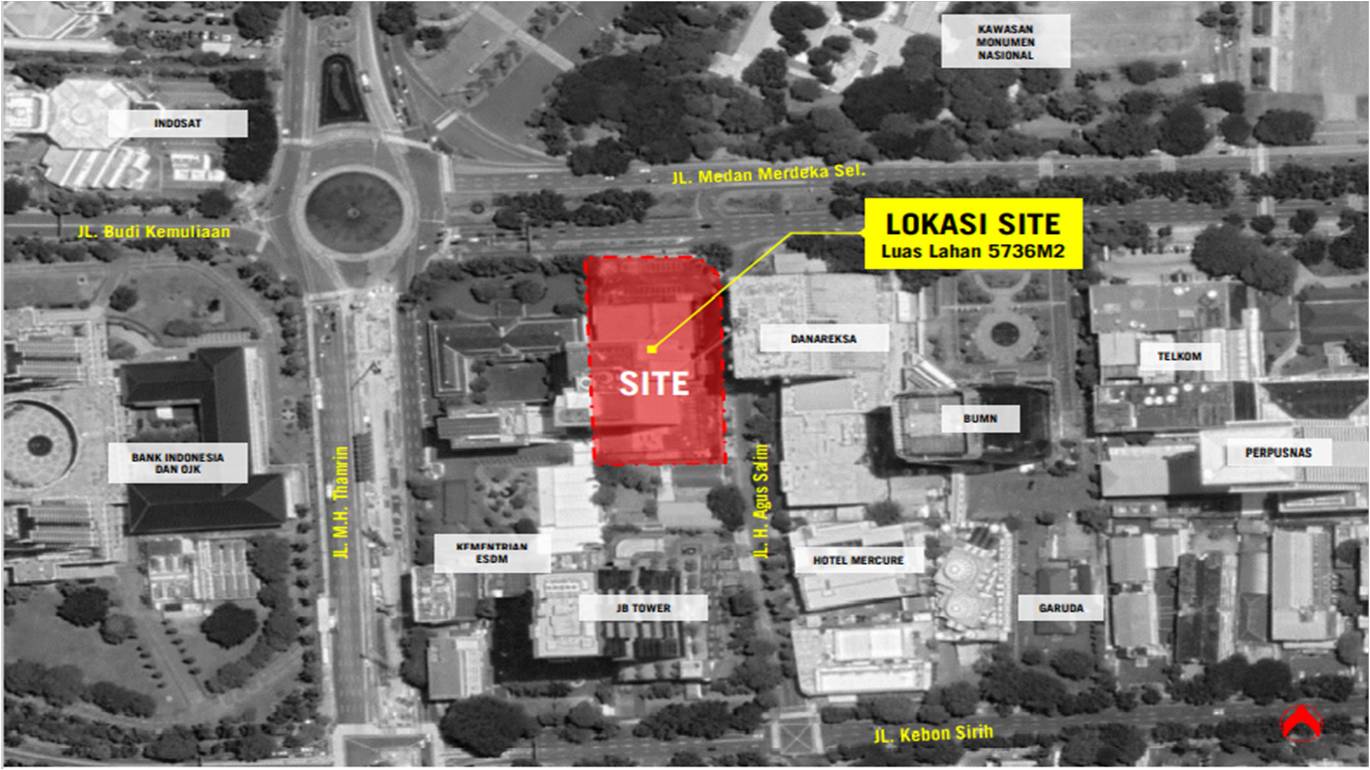 KAWASAN
MONUMEN
NASIONAL
INDOSAT
JL. Medan Merdeka Sel.
JL. Budi Kemuliaan
LOKASI SITE
Luas Lahan 5736M2
DANAREKSA
TELKOM
SITE
BUMN
BANK INDONESIA
DAN OJK
PERPUSNAS
JL. M.H. Thamrin
JL. H. Agus Salim
KEMENTRIAN
ESDM
HOTEL MERCURE
JB TOWER
GARUDA
JL. Kebon Sirih